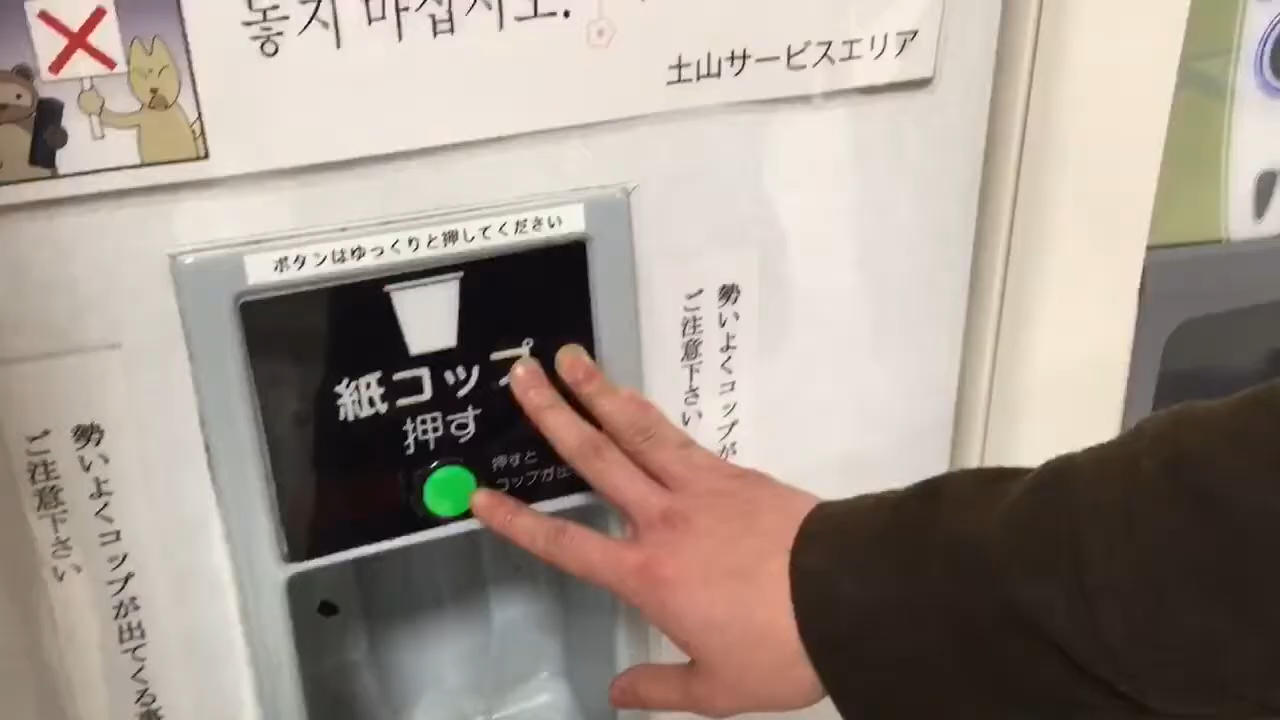 놓지 마십시오.
土山サービスエリア
ボタンはゆっくりと押してください
紙コップ
押す
押すと
コップが出
勢いよくコップが
ご注意下さい
勢いよくコップが出てくる事
ご注意下さい